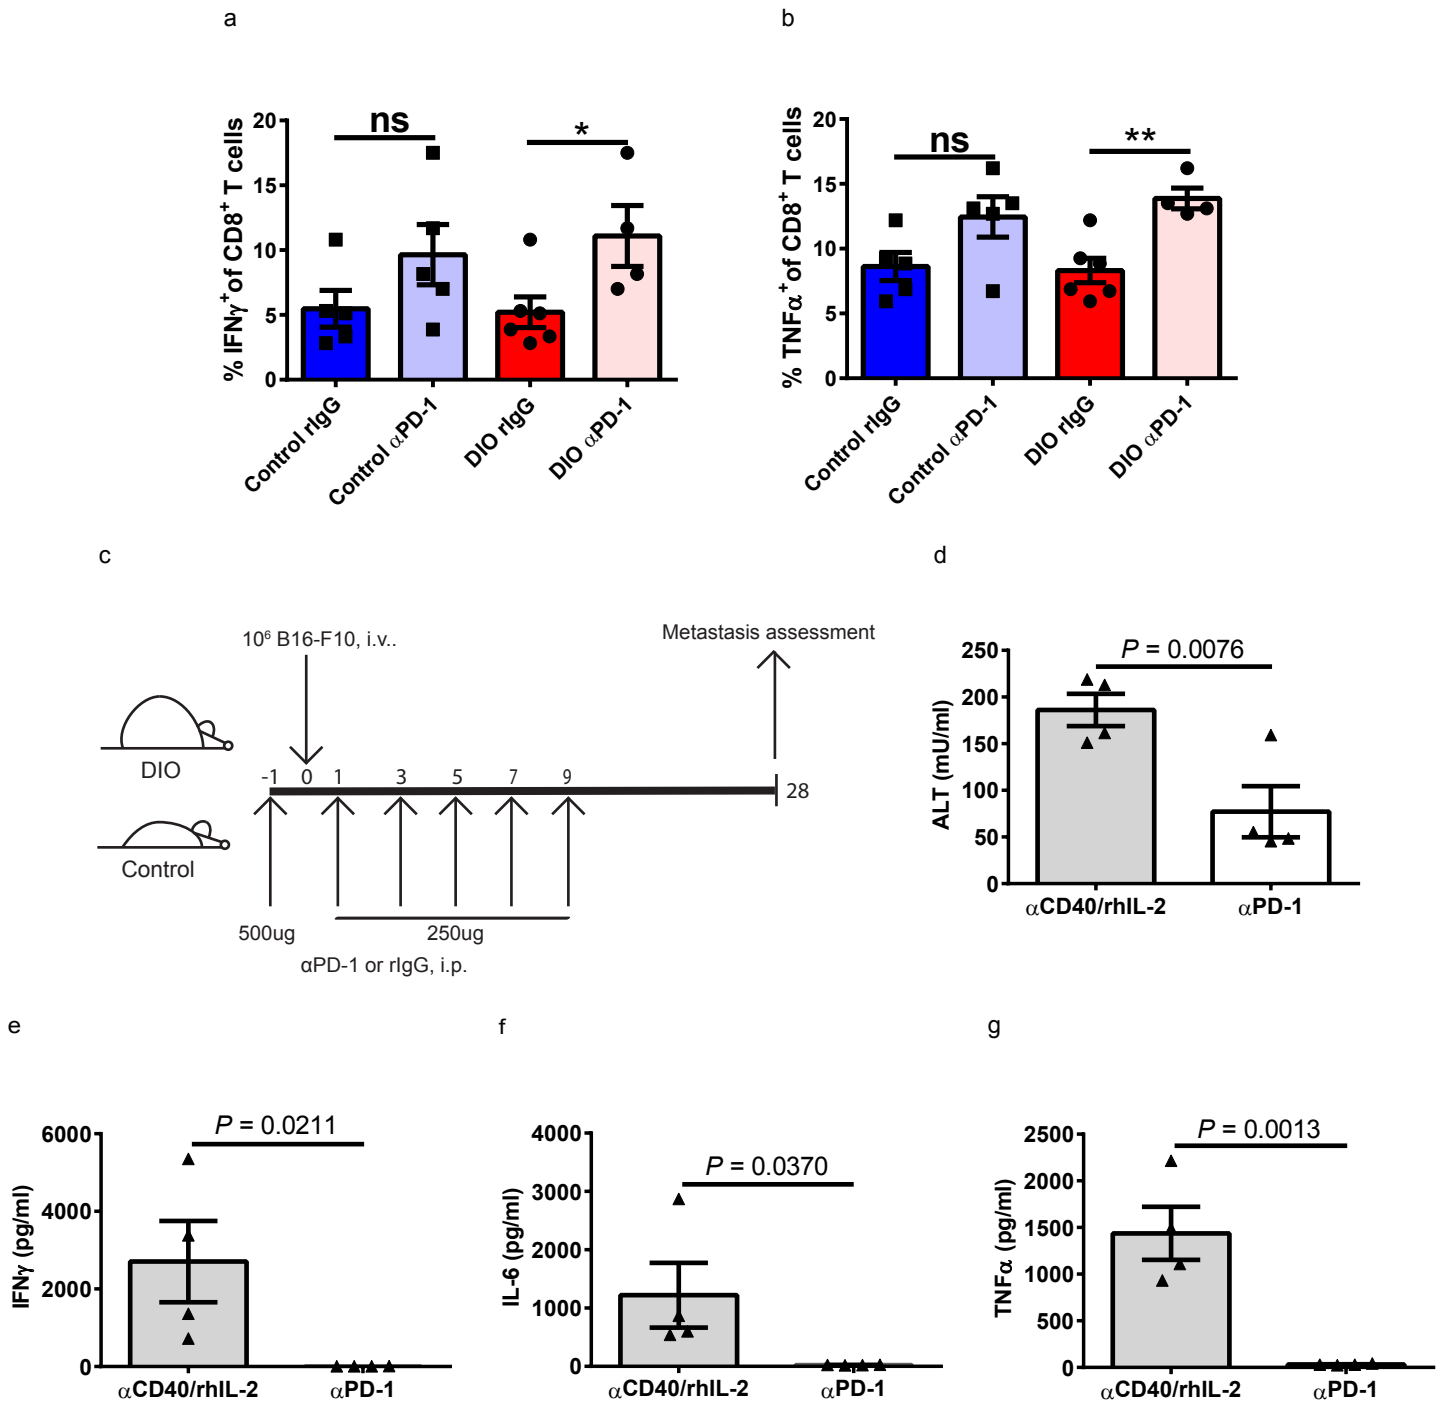 a
b
% IFNγ⁺ of CD8⁺ T cells
20
15
10
5
0
ns
*
Control rIgG
Control αPD-1
DIO rIgG
DIO αPD-1
% TNFα⁺ of CD8⁺ T cells
20
15
10
5
0
ns
**
Control rIgG
Control αPD-1
DIO rIgG
DIO αPD-1
c
10⁶ B16-F10, i.v..
Metastasis assessment
DIO
Control
-1 0 1 3 5 7 9
28
500ug
250ug
αPD-1 or rIgG, i.p.
d
P = 0.0076
ALT (mU/ml)
250
200
150
100
50
0
αCD40/rhIL-2
αPD-1
e
P = 0.0211
IFNγ (pg/ml)
6000
4000
2000
0
αCD40/rhIL-2
αPD-1
f
P = 0.0370
IL-6 (pg/ml)
4000
3000
2000
1000
0
αCD40/rhIL-2
αPD-1
g
P = 0.0013
TNFα (pg/ml)
2500
2000
1500
1000
500
0
αCD40/rhIL-2
αPD-1